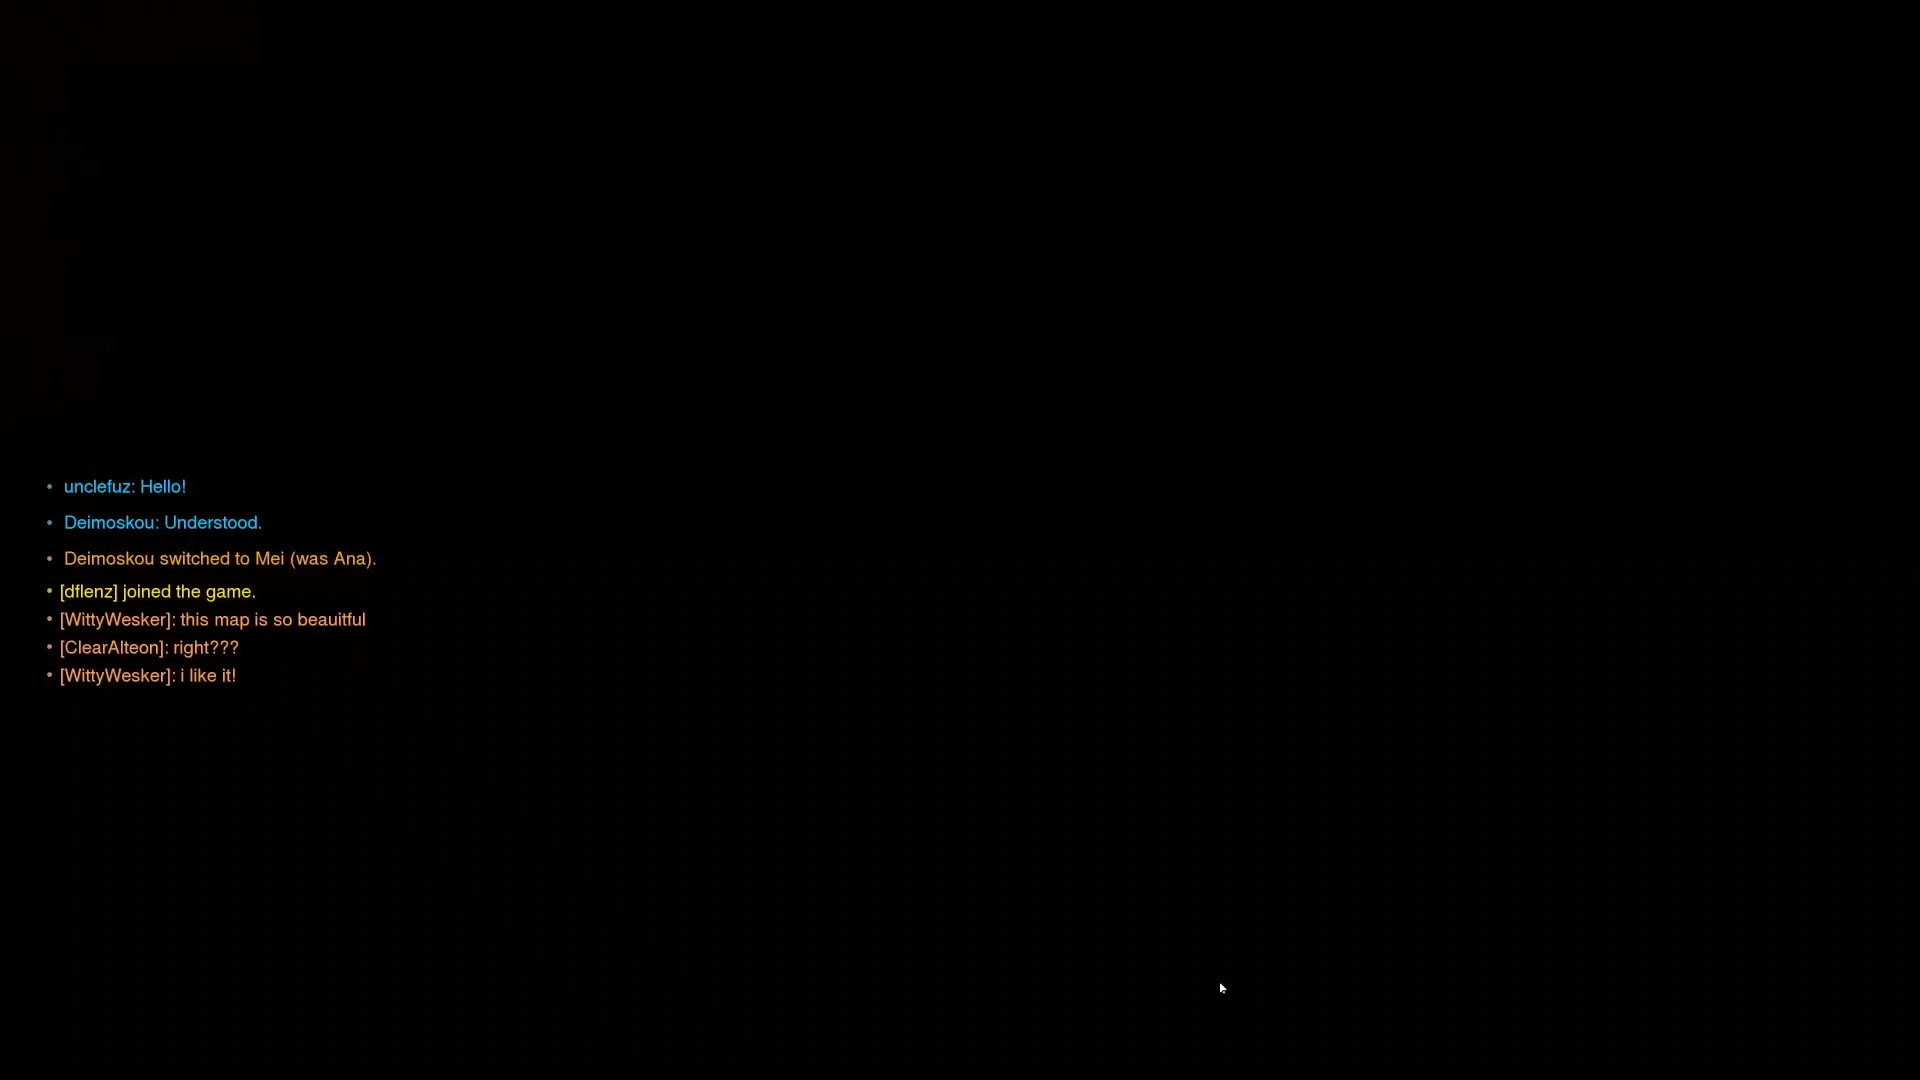 • unclefuz: Hello!
• Deimoskou: Understood.
• Deimoskou switched to Mei (was Ana).
• [dflenz] joined the game.
• [WittyWesker]: this map is so beauitful
• [ClearAlteon]: right???
• [WittyWesker]: i like it!